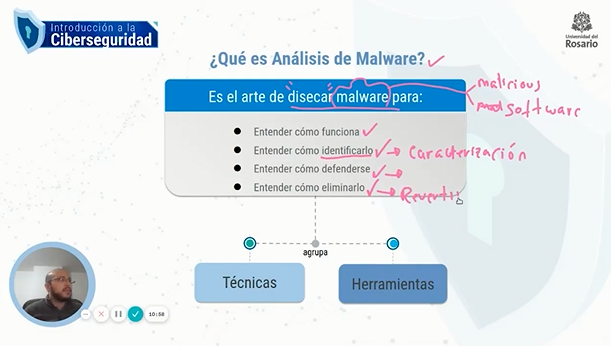 Introducción a la
Ciberseguridad
Universidad del
Rosario
¿Qué es Análisis de Malware?
Es el arte de disecar malware para:
malicious
software
Entender cómo funciona
Entender cómo identificarlo
Caracterización
Entender cómo defenderse
Entender cómo eliminarlo
Reverti
agrupa
Técnicas
Herramientas
10:58